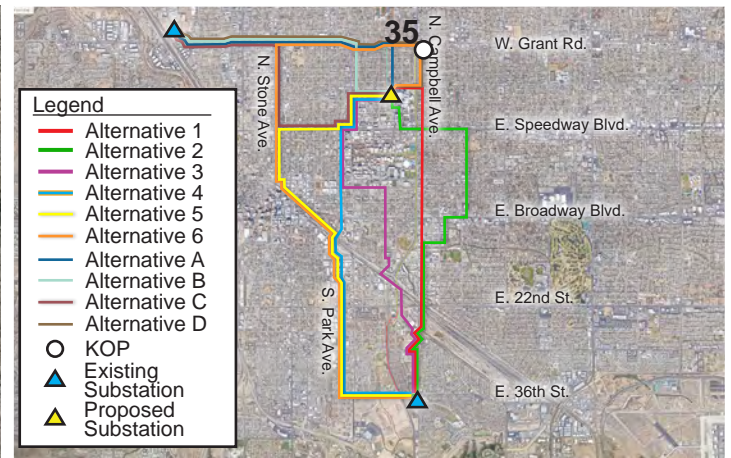 35
N. Campbell Ave.
W. Grant Rd.
N. Stone Ave.
E. Speedway Blvd.
E. Broadway Blvd.
E. 22nd St.
S. Park Ave.
E. 36th St.
Legend
Alternative 1
Alternative 2
Alternative 3
Alternative 4
Alternative 5
Alternative 6
Alternative A
Alternative B
Alternative C
Alternative D
KOP
Existing
Substation
Proposed
Substation